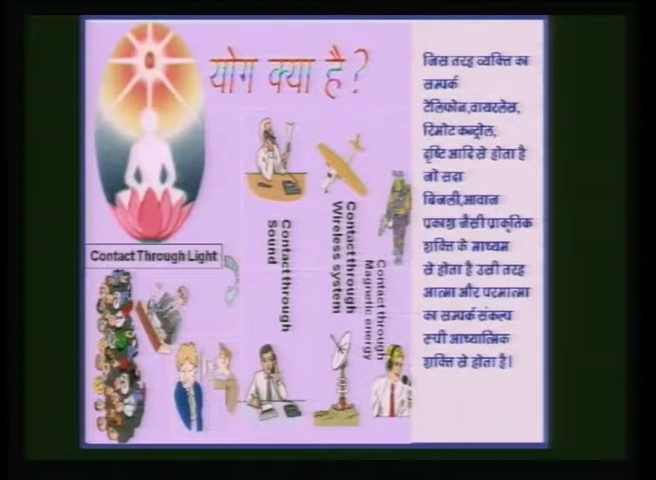 योग क्या है?
Contact Through Light
Contact through
Sound
Contact through
Wireless system
Contact through
Magnetic energy
जिस तरह व्यक्ति का
सम्पर्क
टेलिफोन,वायरलेस,
रिमोट कन्ट्रोल,
दृष्टि आदि से होता है
जो सदा
बिजली,आवाज
प्रकाश जैसी प्राकृतिक
शक्ति के माध्यम
से होता है उसी तरह
आत्मा और परमात्मा
का सम्पर्क संकल्प
रुपी आध्यात्मिक
शक्ति से होता है।